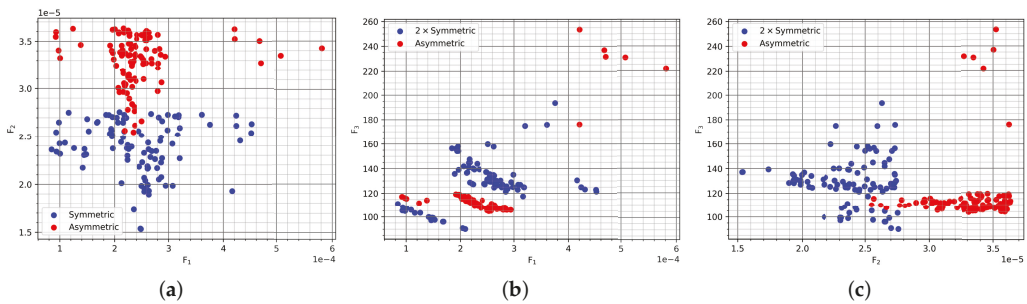 1e−5
3.5
3.0
2.5
2.0
1.5
F₂
Symmetric
Asymmetric
1 2 3 4 5 6
F₁
1e−4
(a)
260
240
220
200
180
160
140
120
100
F₃
2 × Symmetric
Asymmetric
1 2 3 4 5 6
F₁
1e−4
(b)
260
240
220
200
180
160
140
120
100
F₃
2 × Symmetric
Asymmetric
1.5 2.0 2.5 3.0 3.5
F₂
1e−5
(c)